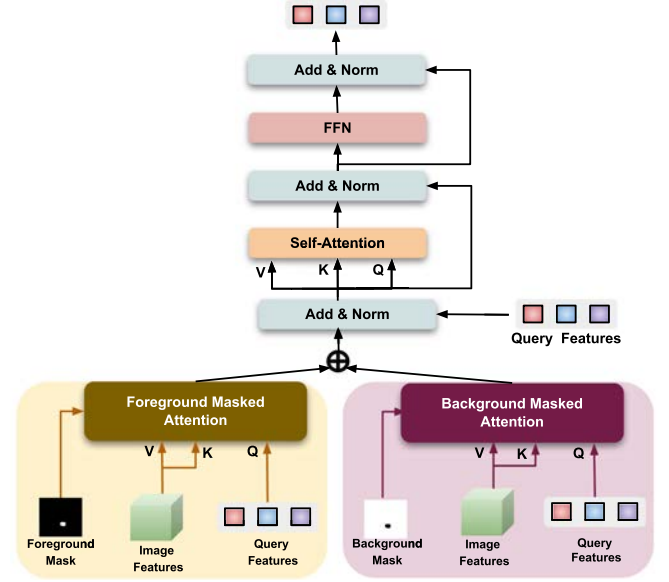 Add & Norm
FFN
Add & Norm
Self-Attention
V K Q
Add & Norm
Query Features
Foreground Masked
Attention
V K Q
Foreground
Mask
Image
Features
Query
Features
Background Masked
Attention
V K Q
Background
Mask
Image
Features
Query
Features